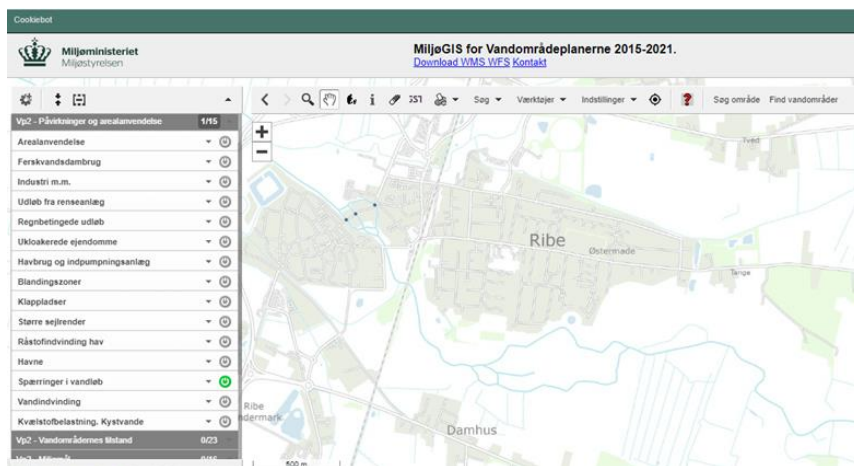 Cookiebot
Miljøministeriet
Miljøstyrelsen
MiljøGIS for Vandområdeplanerne 2015-2021.
Download WMS WFS Kontakt
Søg Værktøjer Indstillinger ? Søg område Find vandområder
Vp2 - Påvirkninger og arealanvendelse 1/15
Arealanvendelse
Ferskvandsdambrug
Industri m.m.
Udløb fra renseanlæg
Regnbetingede udløb
Ukloakerede ejendomme
Havbrug og indpumpningsanlæg
Blandingszoner
Klappladser
Større sejlrender
Råstofindvinding hav
Havne
Spærringer i vandløb
Vandindvinding
Kvælstofbelastning. Kystvande
Vp2 - Vandområdernes tilstand 0/23
+
−
Tved
Ribe
Østermade
Tange
Ribe
Damhus
500 m